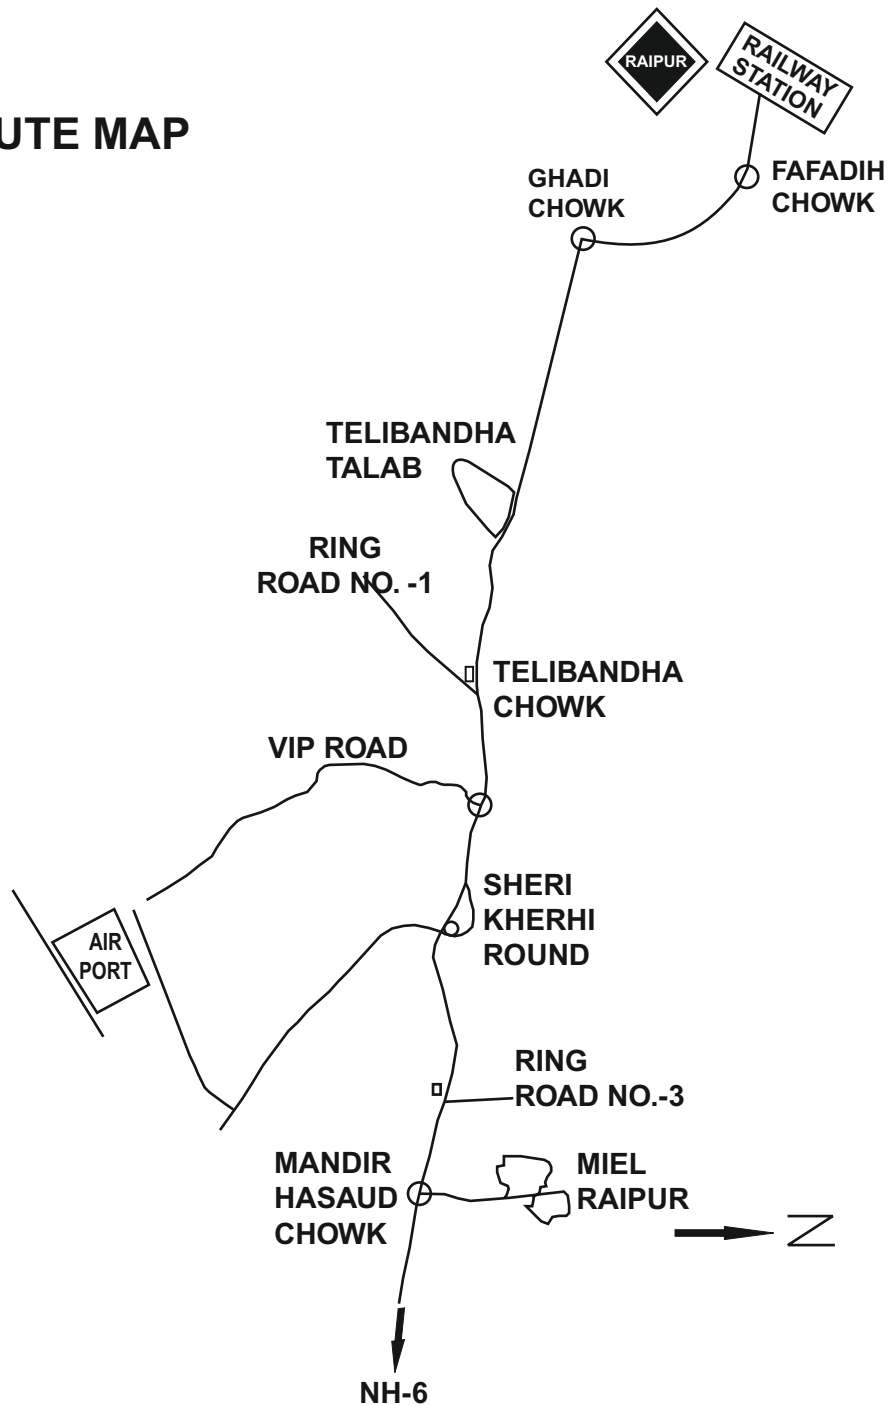 RAIPUR
RAILWAY
STATION
UTE MAP
GHADI
CHOWK
FAFADIH
CHOWK
TELIBANDHA
TALAB
RING
ROAD NO. -1
TELIBANDHA
CHOWK
VIP ROAD
SHERI
KHERHI
ROUND
AIR
PORT
RING
ROAD NO.-3
MANDIR
HASAUD
CHOWK
MIEL
RAIPUR
N
NH-6